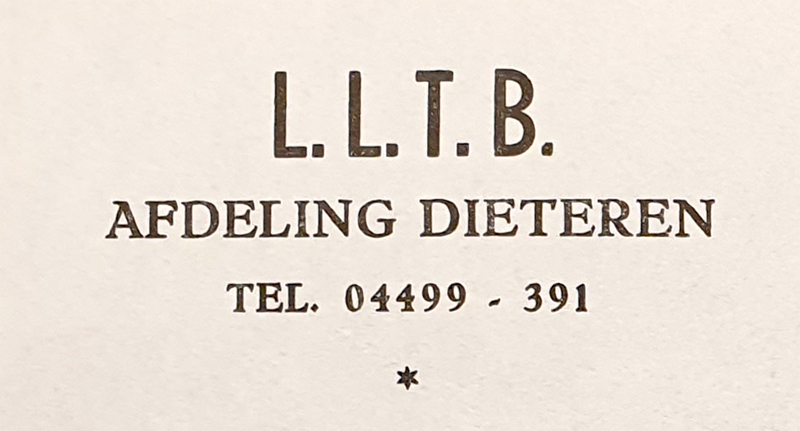 L.L.T.B.
AFDELING DIETEREN
TEL. 04499 - 391
*